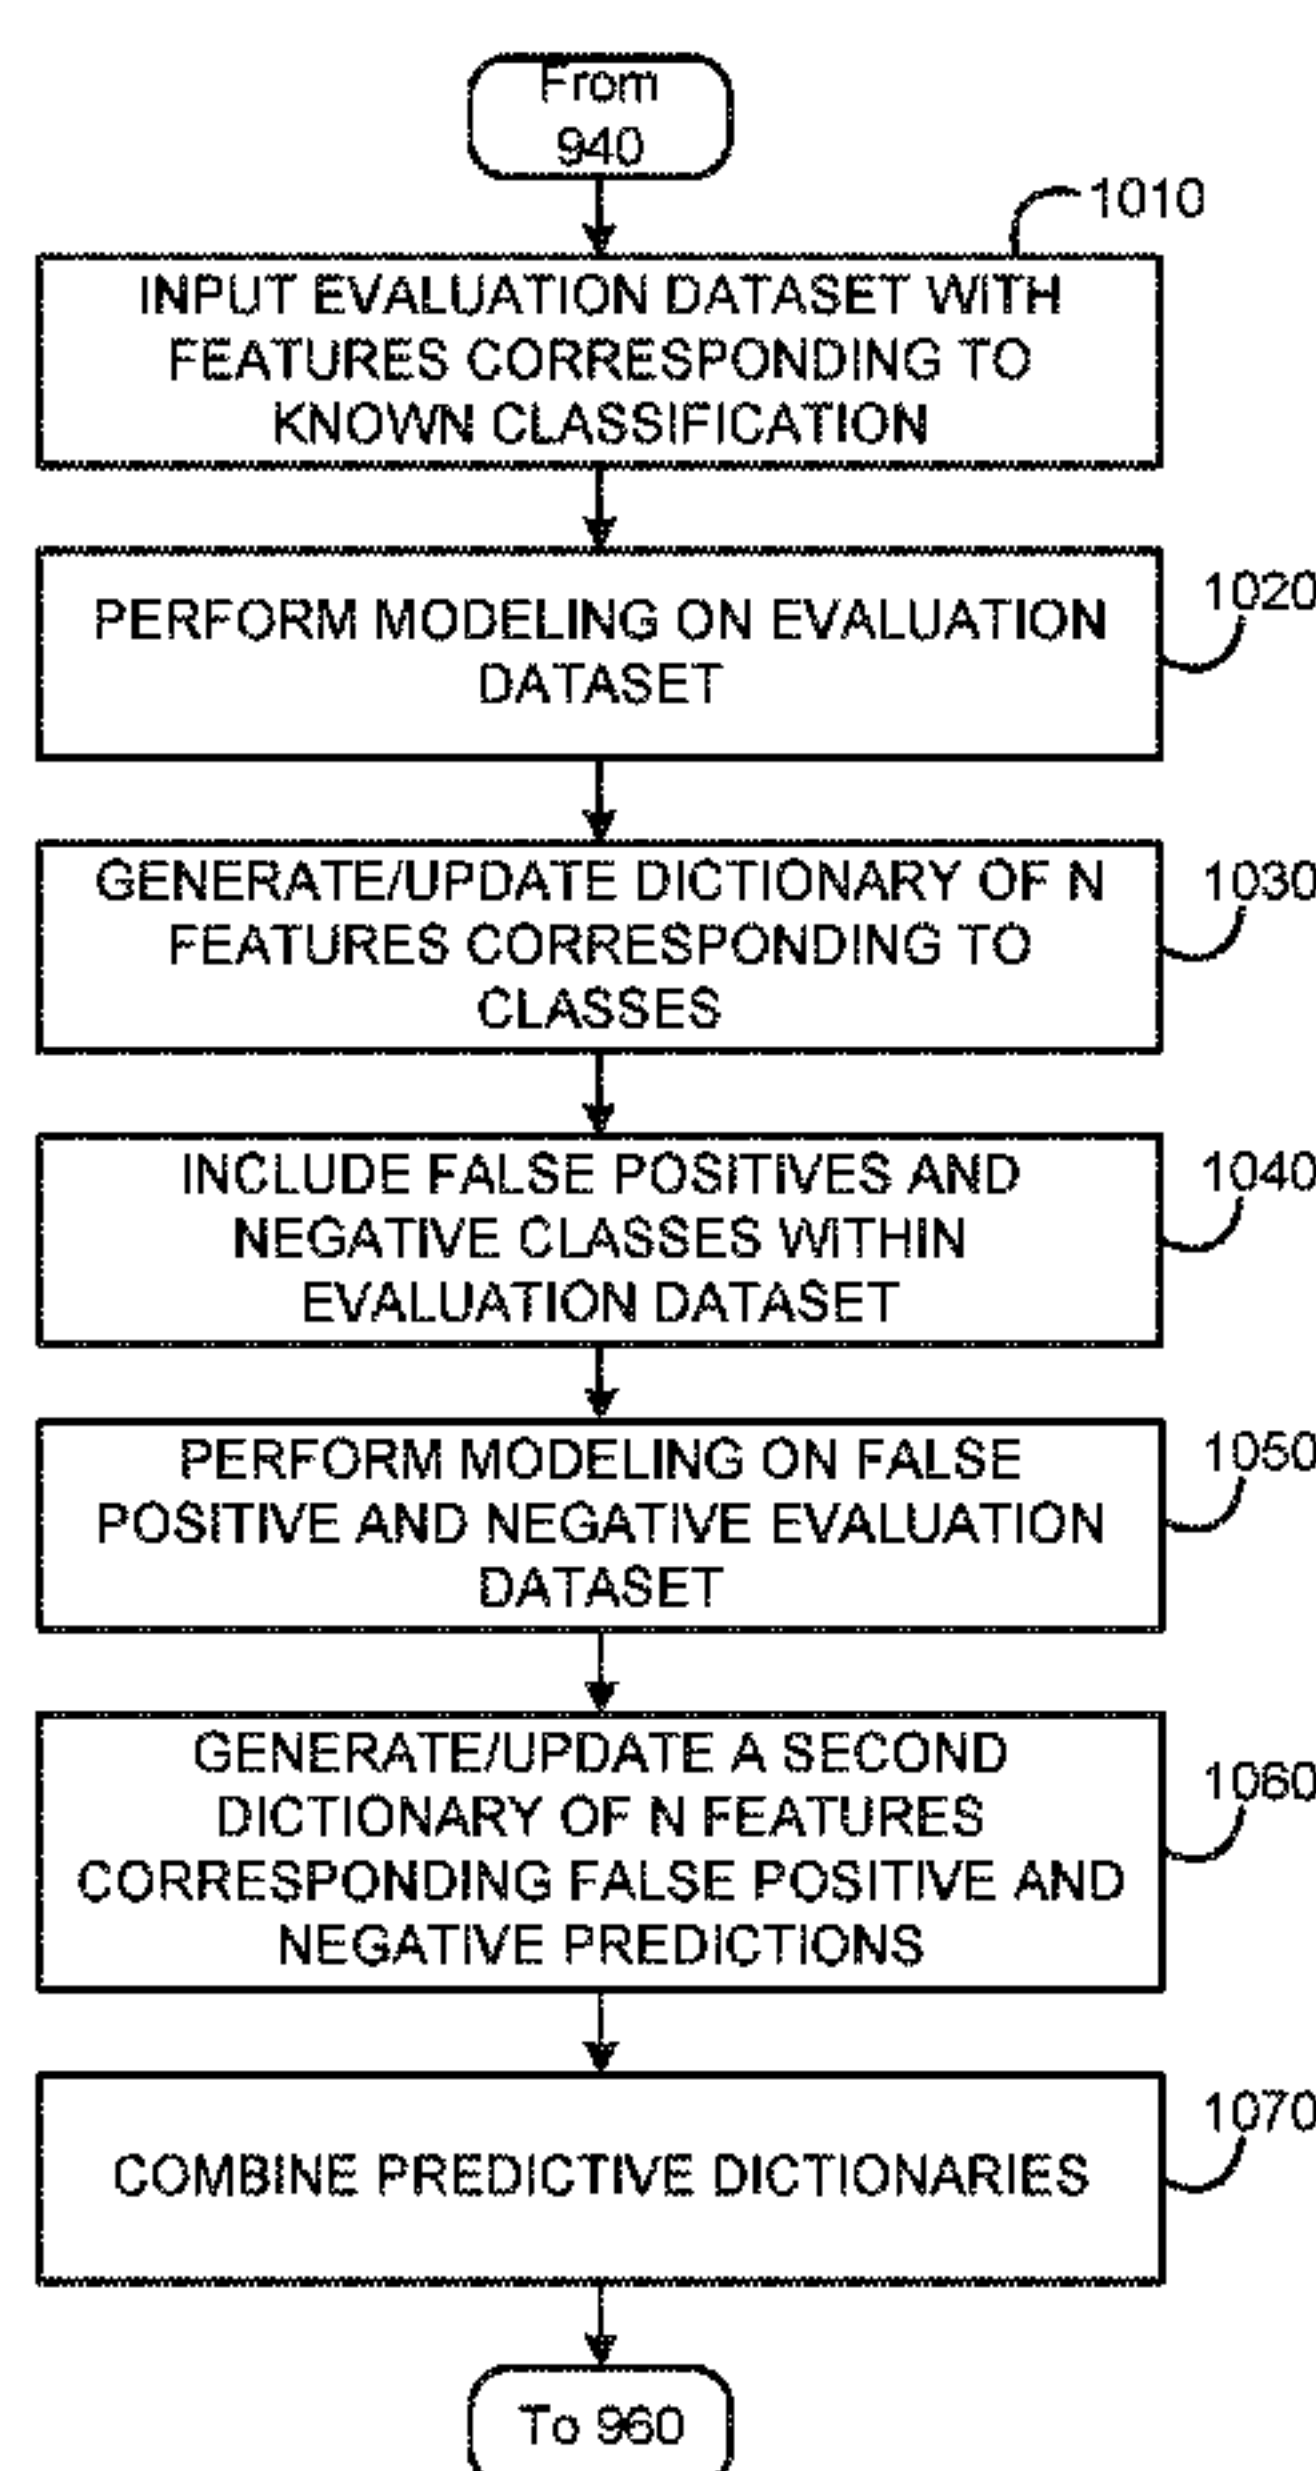 From
940
1010
INPUT EVALUATION DATASET WITH
FEATURES CORRESPONDING TO
KNOWN CLASSIFICATION
1020
PERFORM MODELING ON EVALUATION
DATASET
1030
GENERATE/UPDATE DICTIONARY OF N
FEATURES CORRESPONDING TO
CLASSES
1040
INCLUDE FALSE POSITIVES AND
NEGATIVE CLASSES WITHIN
EVALUATION DATASET
1050
PERFORM MODELING ON FALSE
POSITIVE AND NEGATIVE EVALUATION
DATASET
1060
GENERATE/UPDATE A SECOND
DICTIONARY OF N FEATURES
CORRESPONDING FALSE POSITIVE AND
NEGATIVE PREDICTIONS
1070
COMBINE PREDICTIVE DICTIONARIES
To 960